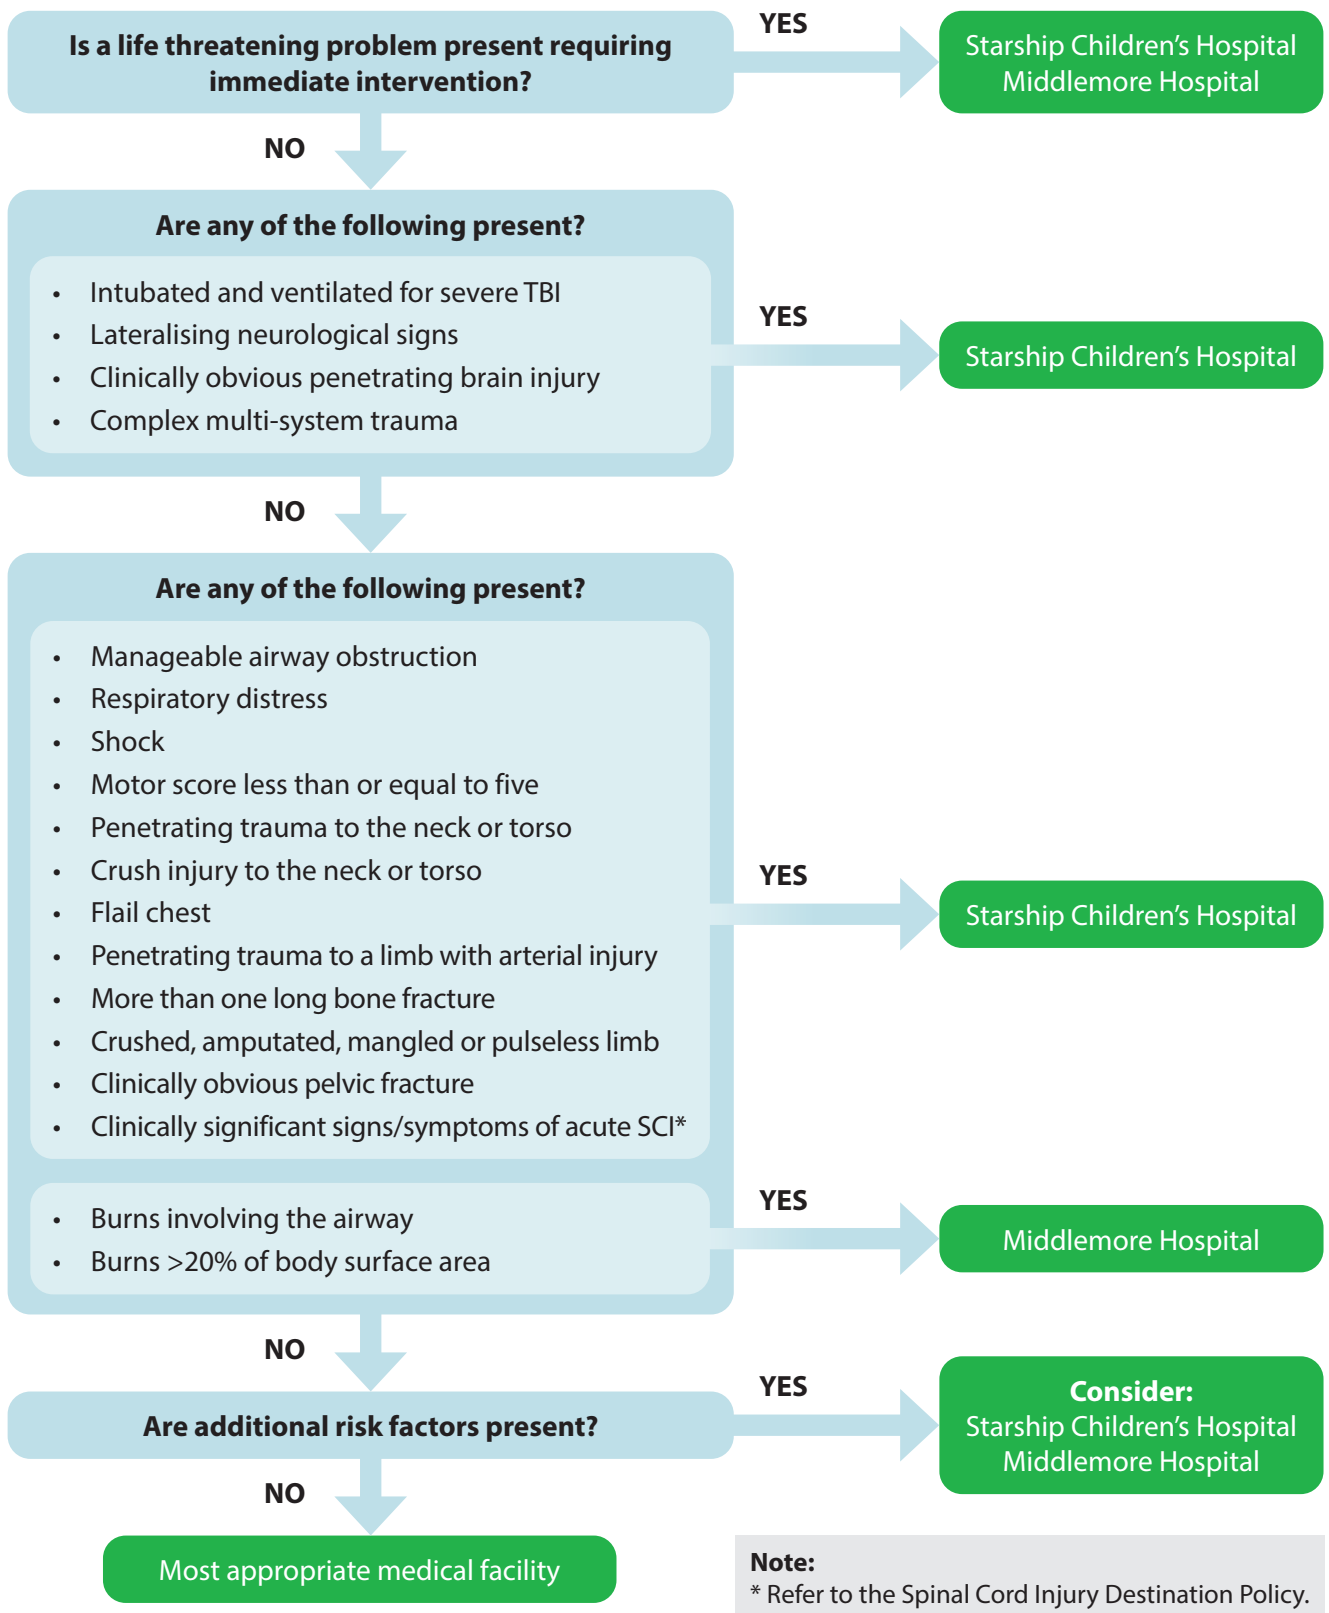 Is a life threatening problem present requiring
immediate intervention?
YES
Starship Children's Hospital
Middlemore Hospital
NO
Are any of the following present?
• Intubated and ventilated for severe TBI
• Lateralising neurological signs
• Clinically obvious penetrating brain injury
• Complex multi-system trauma
YES
Starship Children's Hospital
NO
Are any of the following present?
• Manageable airway obstruction
• Respiratory distress
• Shock
• Motor score less than or equal to five
• Penetrating trauma to the neck or torso
• Crush injury to the neck or torso
• Flail chest
• Penetrating trauma to a limb with arterial injury
• More than one long bone fracture
• Crushed, amputated, mangled or pulseless limb
• Clinically obvious pelvic fracture
• Clinically significant signs/symptoms of acute SCI*
YES
Starship Children's Hospital
• Burns involving the airway
• Burns >20% of body surface area
YES
Middlemore Hospital
NO
Are additional risk factors present?
YES
Consider:
Starship Children's Hospital
Middlemore Hospital
NO
Most appropriate medical facility
Note:
* Refer to the Spinal Cord Injury Destination Policy.